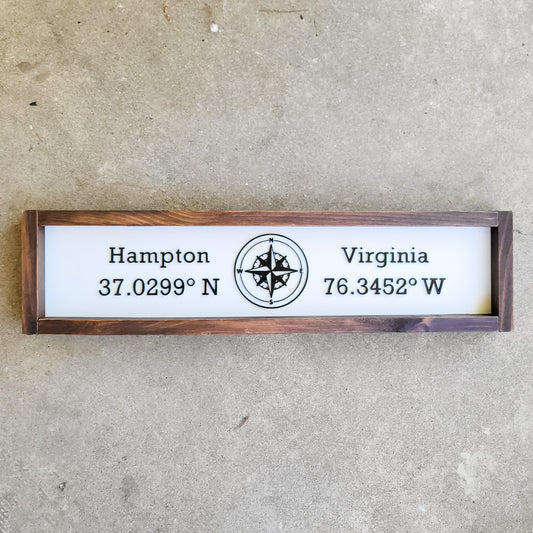 Hampton
37.0299° N
N
W E
S
Virginia
76.3452° W